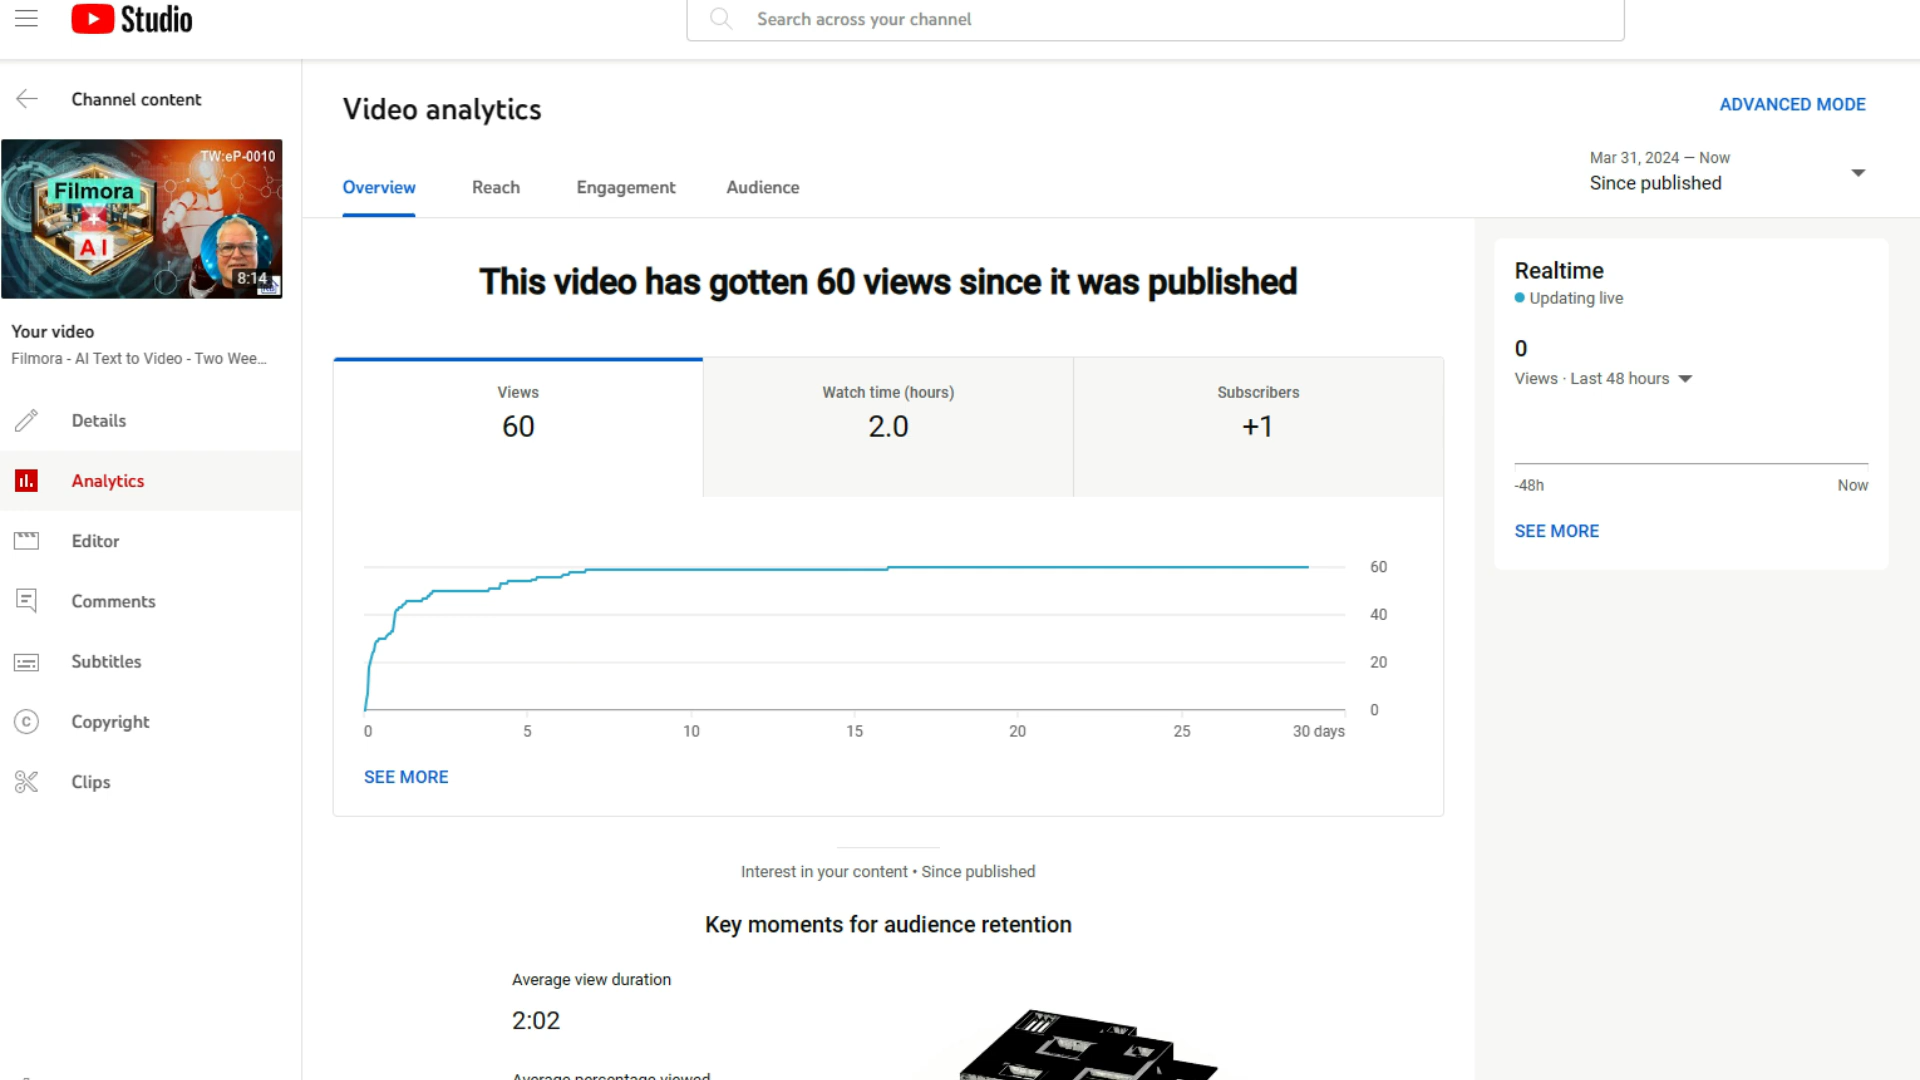 Studio
Search across your channel
Channel content
Video analytics
ADVANCED MODE
Mar 31, 2024 – Now
Since published
Overview
Reach
Engagement
Audience
TW:eP-0010
Filmora
+
AI
8:14
Your video
Filmora - AI Text to Video - Two Wee...
Details
Analytics
Editor
Comments
Subtitles
Copyright
Clips
This video has gotten 60 views since it was published
Views
60
Watch time (hours)
2.0
Subscribers
+1
60
40
20
0
0 5 10 15 20 25 30 days
SEE MORE
Interest in your content • Since published
Key moments for audience retention
Average view duration
2:02
Average percentage viewed
Realtime
Updating live
0
Views · Last 48 hours
-48h Now
SEE MORE